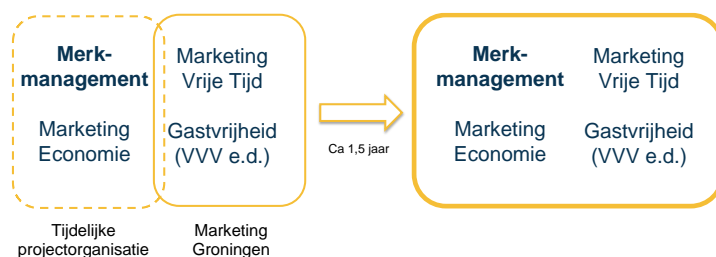 Merk-
management
Marketing
Vrije Tijd
Marketing
Economie
Gastvrijheid
(VVV e.d.)
Ca 1,5 jaar
Merk-
management
Marketing
Vrije Tijd
Marketing
Economie
Gastvrijheid
(VVV e.d.)
Tijdelijke
projectorganisatie
Marketing
Groningen